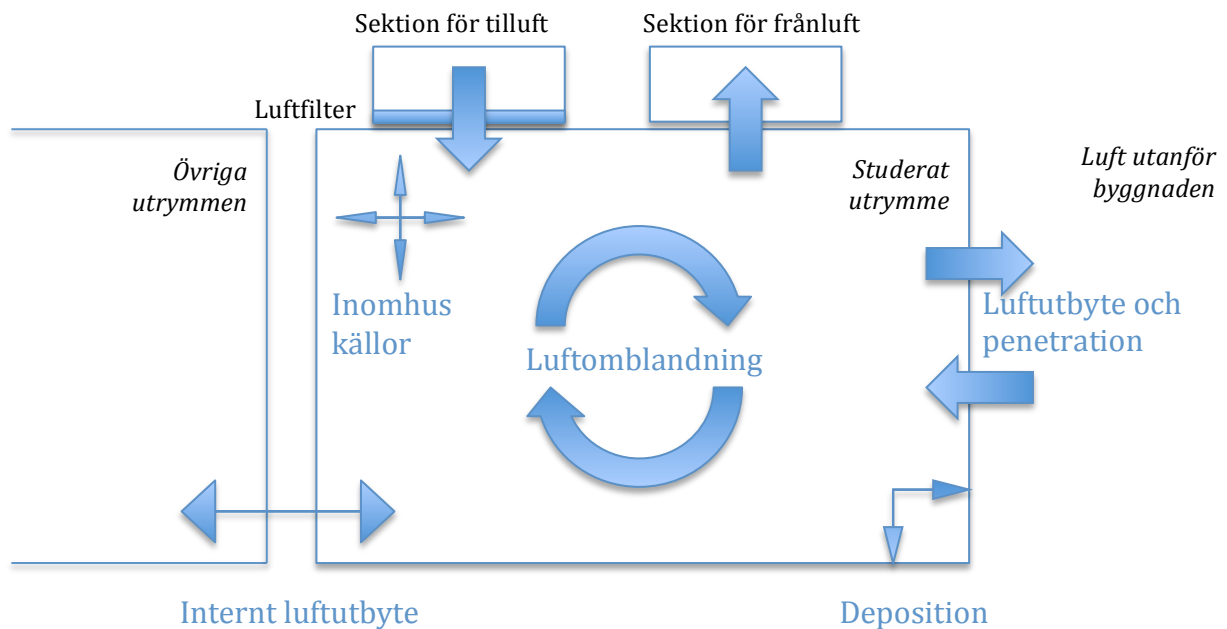 Sektion för tilluft
Sektion för frånluft
Luftfilter
Övriga
utrymmen
Studerat
utrymme
Luft utanför
byggnaden
Inomhus
källor
Luftomblandning
Luftutbyte och
penetration
Internt luftutbyte
Deposition